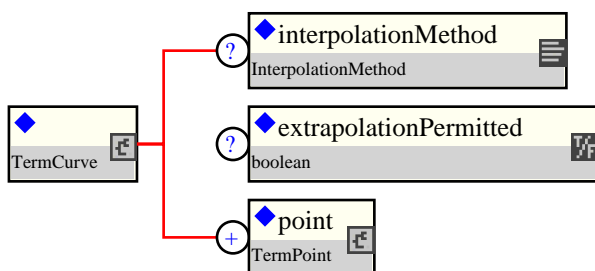 ?
interpolationMethod
InterpolationMethod
TermCurve
?
extrapolationPermitted
boolean
T/F
+
point
TermPoint